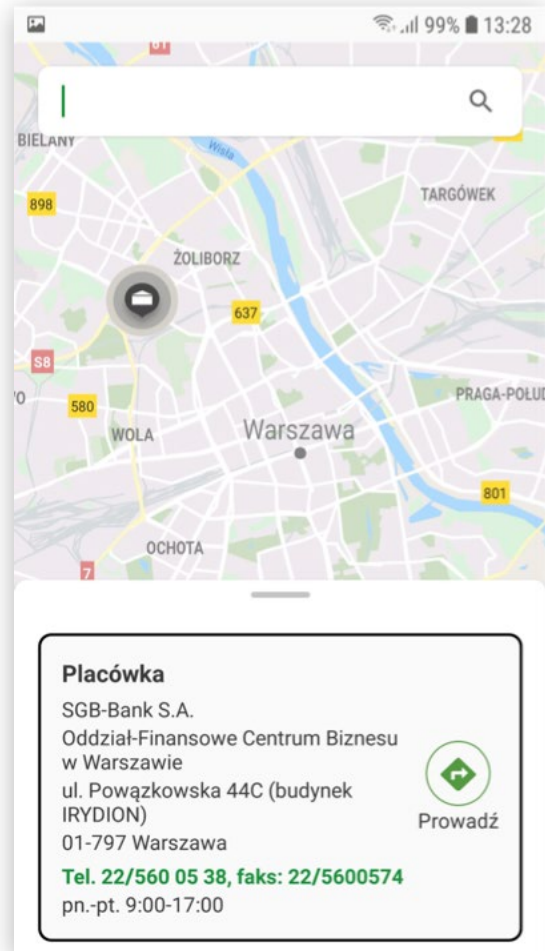 99% 13:28
61
BIELANY
Wisła
TARGÓWEK
898
ŻOLIBORZ
637
S8
580
PRAGA-POŁUD
WOLA
Warszawa
801
OCHOTA
7
Placówka
SGB-Bank S.A.
Oddział-Finansowe Centrum Biznesu
w Warszawie
ul. Powązkowska 44C (budynek
IRYDION)
01-797 Warszawa
Prowadź
Tel. 22/560 05 38, faks: 22/5600574
pn.-pt. 9:00-17:00